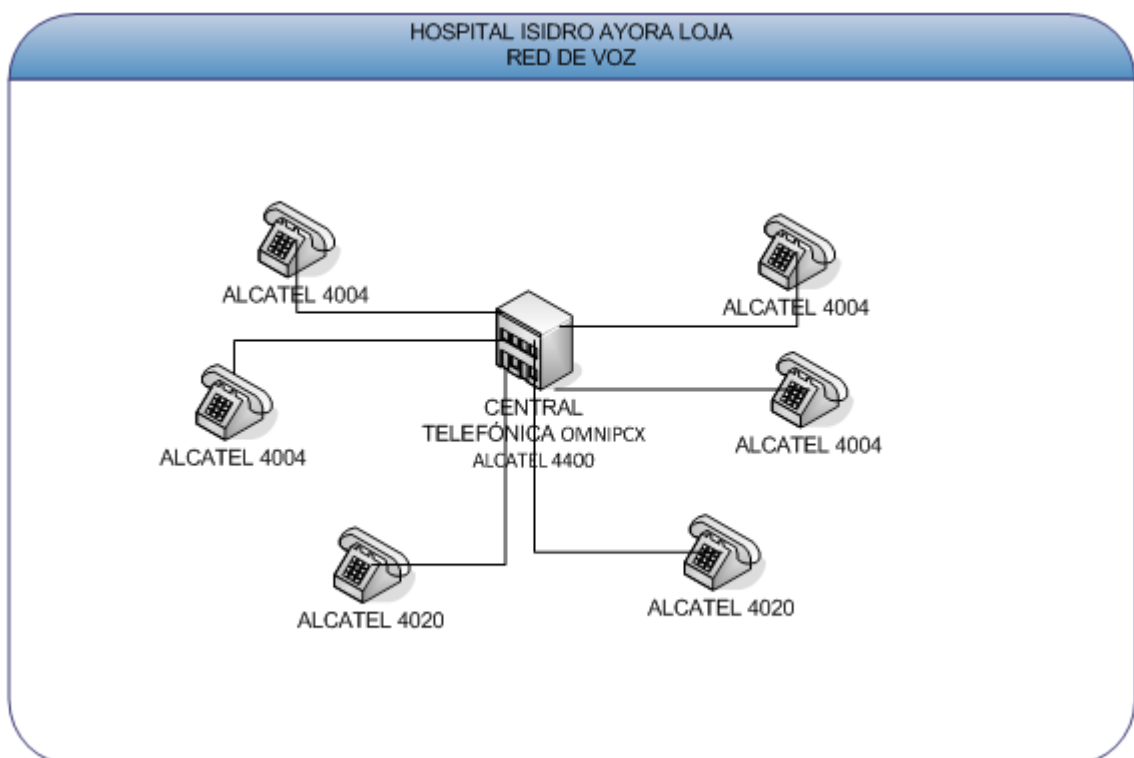 HOSPITAL ISIDRO AYORA LOJA
RED DE VOZ
ALCATEL 4004
ALCATEL 4004
ALCATEL 4004
ALCATEL 4004
CENTRAL
TELEFÓNICA OMNIPCX
ALCATEL 4400
ALCATEL 4020
ALCATEL 4020